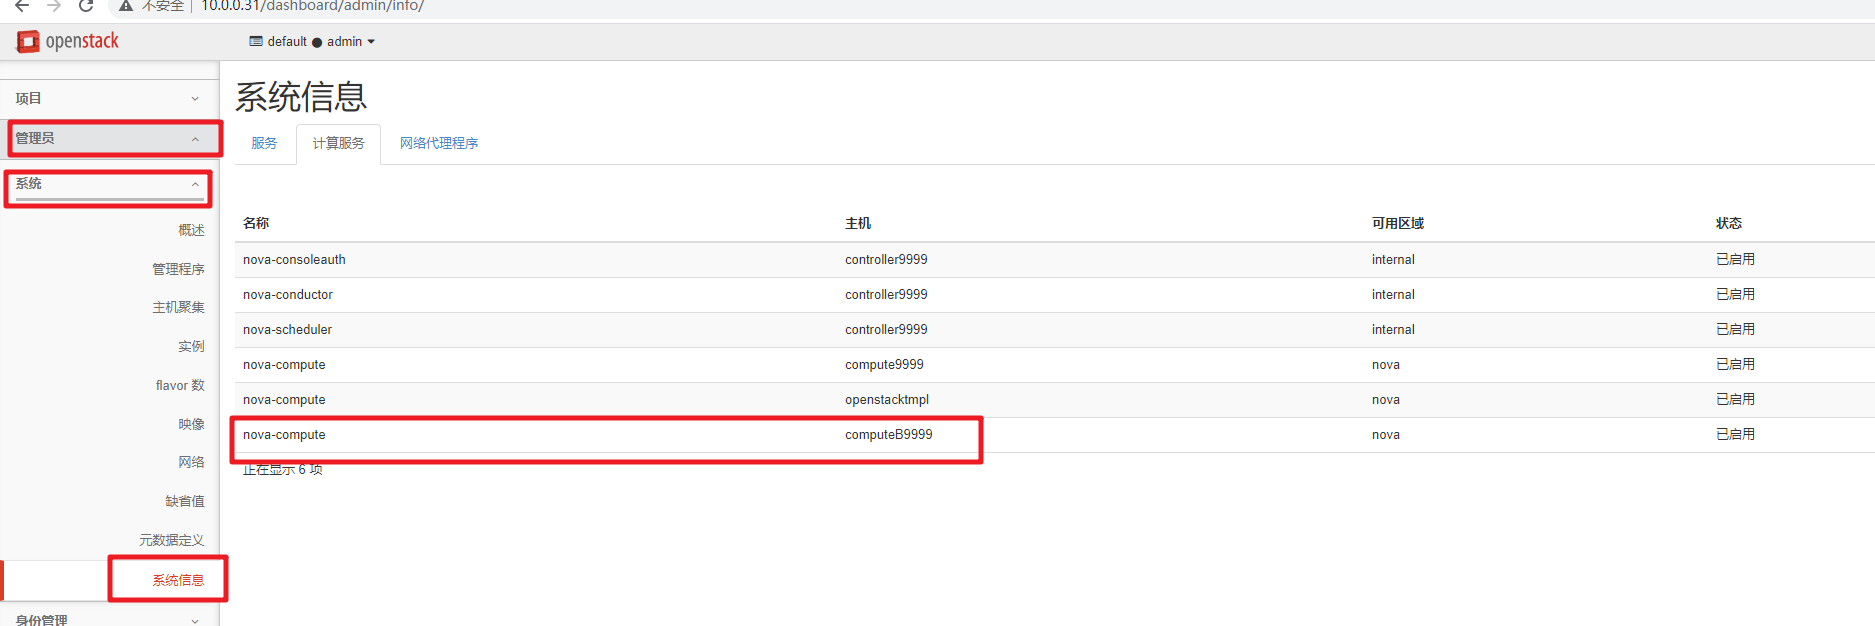 不安全 | 10.0.0.31/dashboard/admin/info/
openstack
default ● admin
项目
管理员
系统
概述
管理程序
主机聚集
实例
flavor 数
映像
网络
缺省值
元数据定义
系统信息
身份管理
系统信息
服务 计算服务 网络代理程序
名称 主机 可用区域 状态
nova-consoleauth controller9999 internal 已启用
nova-conductor controller9999 internal 已启用
nova-scheduler controller9999 internal 已启用
nova-compute compute9999 nova 已启用
nova-compute openstacktmpl nova 已启用
nova-compute computeB9999 nova 已启用
正在显示 6 项